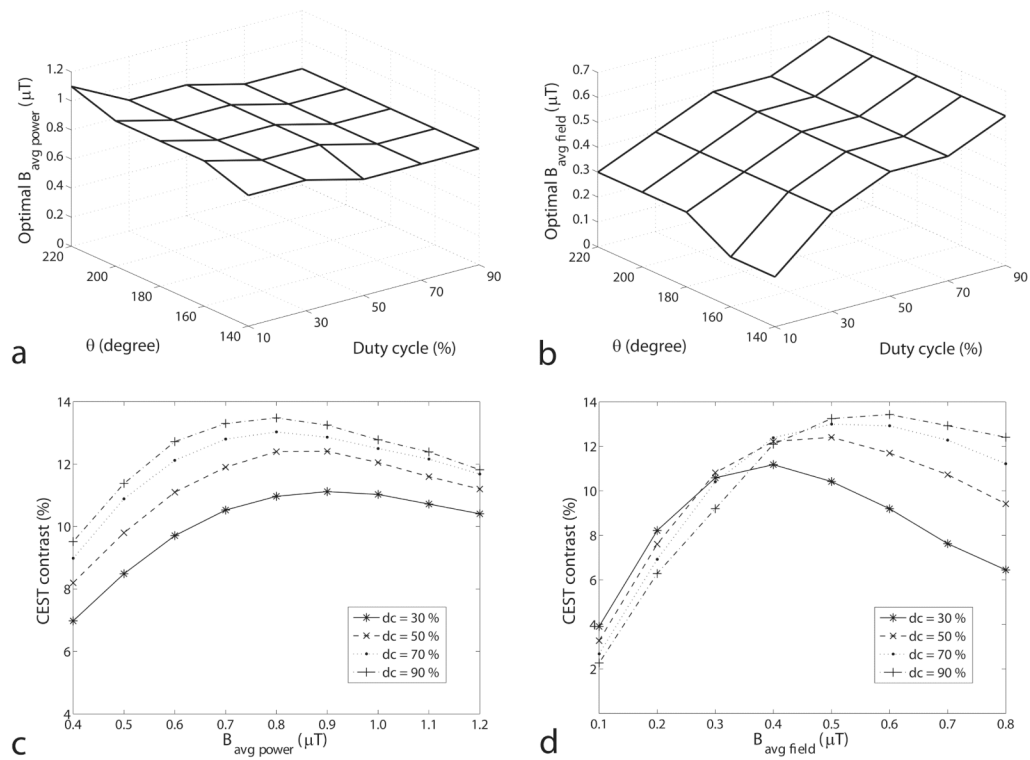 1.2
1
0.8
0.6
0.4
0.2
0
Optimal B avg power (μT)
220
200
180
160
140
θ (degree)
10
30
50
70
90
Duty cycle (%)
a
0.7
0.6
0.5
0.4
0.3
0.2
0.1
0
Optimal B avg field (μT)
220
200
180
160
140
θ (degree)
10
30
50
70
90
Duty cycle (%)
b
14
12
10
8
6
4
CEST contrast (%)
dc = 30 %
dc = 50 %
dc = 70 %
dc = 90 %
0.4 0.5 0.6 0.7 0.8 0.9 1.0 1.1 1.2
B avg power (μT)
c
14
12
10
8
6
4
2
CEST contrast (%)
dc = 30 %
dc = 50 %
dc = 70 %
dc = 90 %
0.1 0.2 0.3 0.4 0.5 0.6 0.7 0.8
B avg field (μT)
d